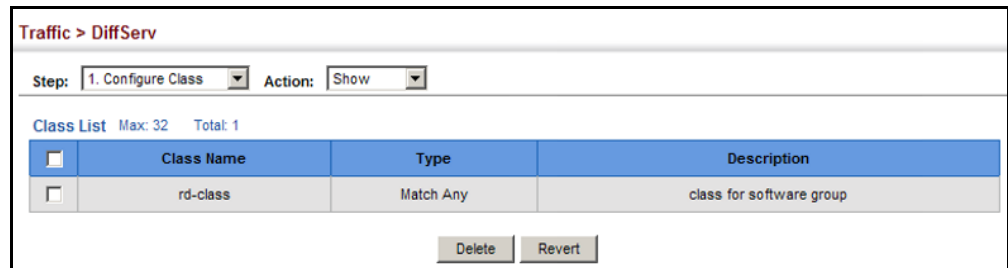 Traffic > DiffServ
Step: 1. Configure Class Action: Show
Class List Max: 32 Total: 1
Class Name Type Description
rd-class Match Any class for software group
Delete Revert